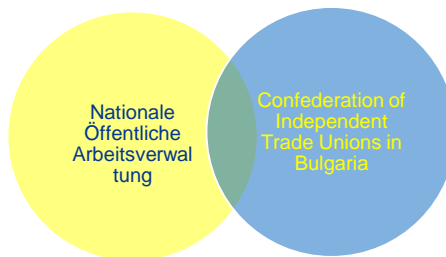 Nationale
Öffentliche
Arbeitsverwal
tung
Confederation of
Independent
Trade Unions in
Bulgaria